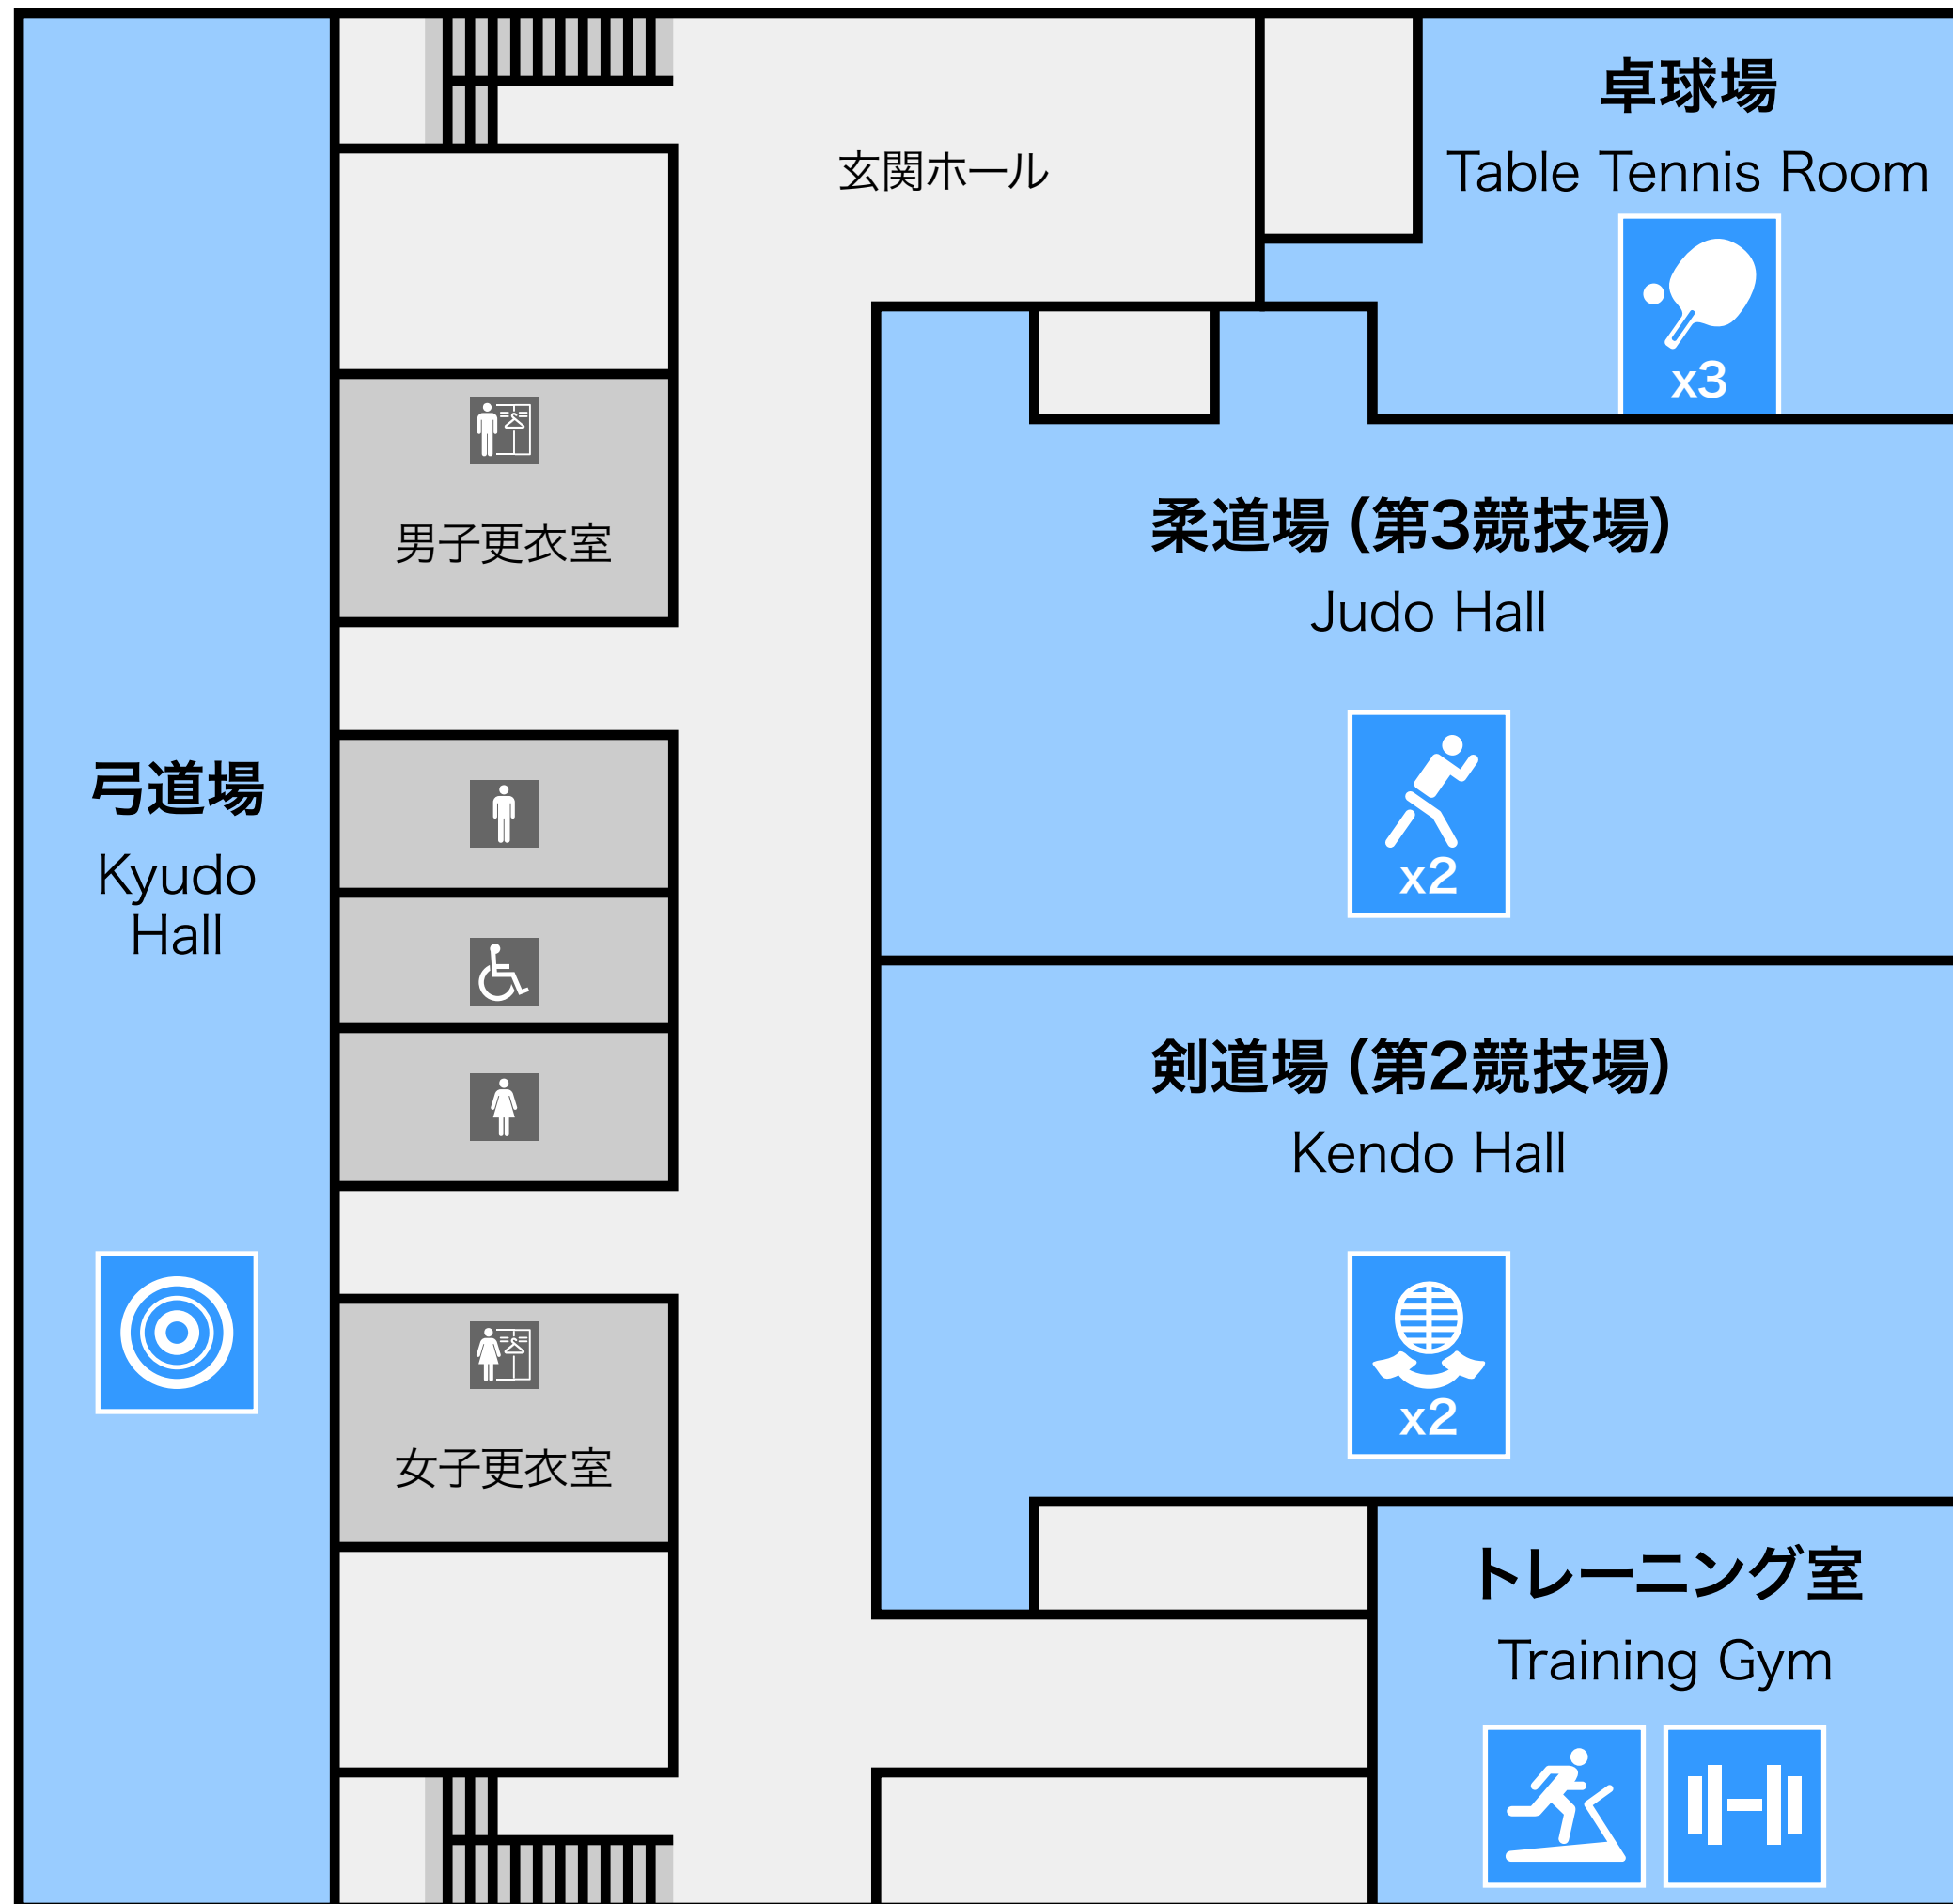 卓球場
Table Tennis Room
x3
玄関ホール
男子更衣室
柔道場（第3競技場）
Judo Hall
x2
弓道場
Kyudo
Hall
剣道場（第2競技場）
Kendo Hall
x2
女子更衣室
トレーニング室
Training Gym